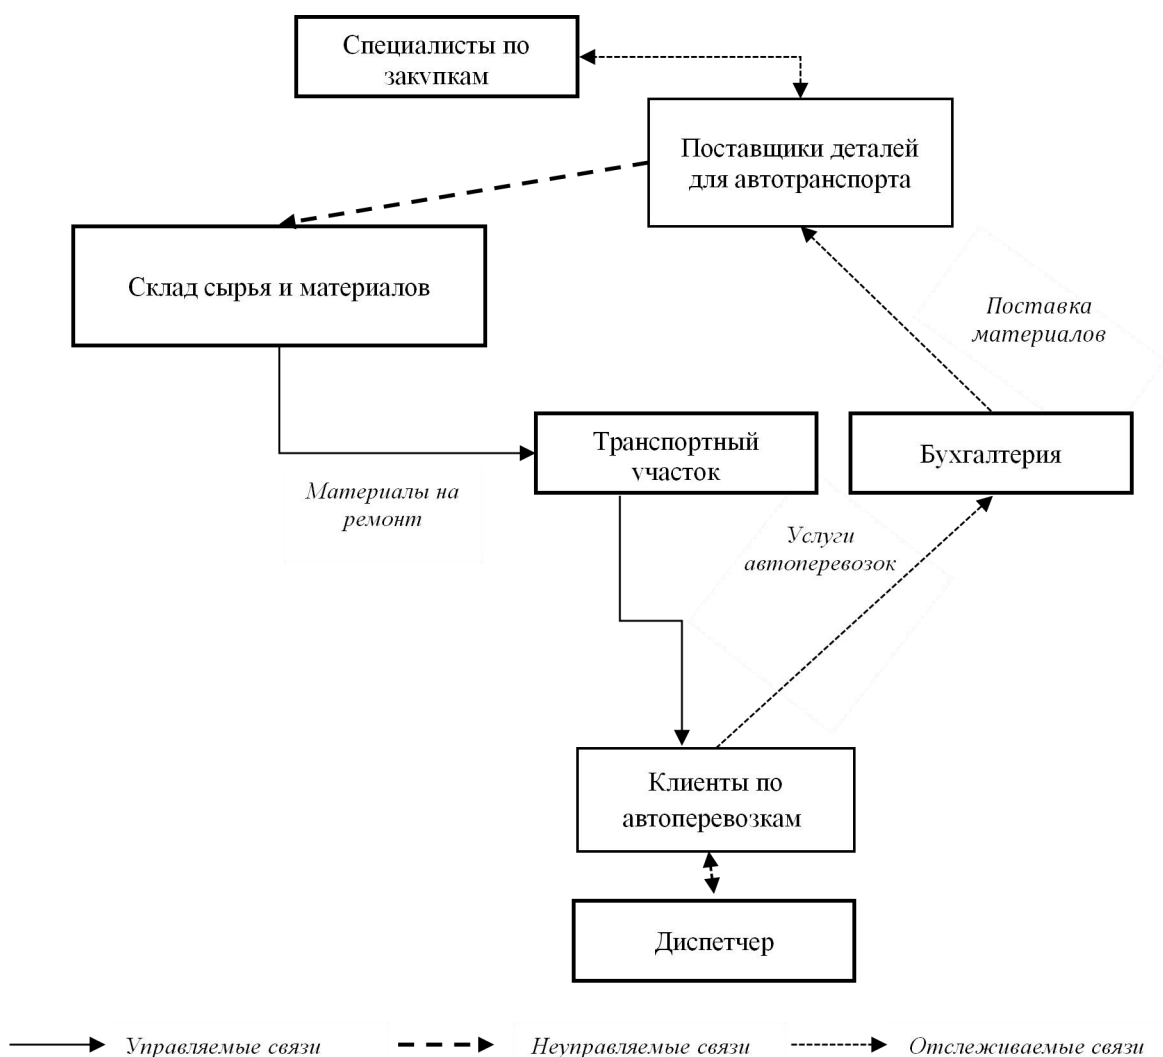 Специалисты по
закупкам
Поставщики деталей
для автотранспорта
Склад сырья и материалов
Поставка
материалов
Транспортный
участок
Бухгалтерия
Материалы на
ремонт
Услуги
автоперевозок
Клиенты по
автоперевозкам
Диспетчер
Управляемые связи
Неуправляемые связи
Отслеживаемые связи